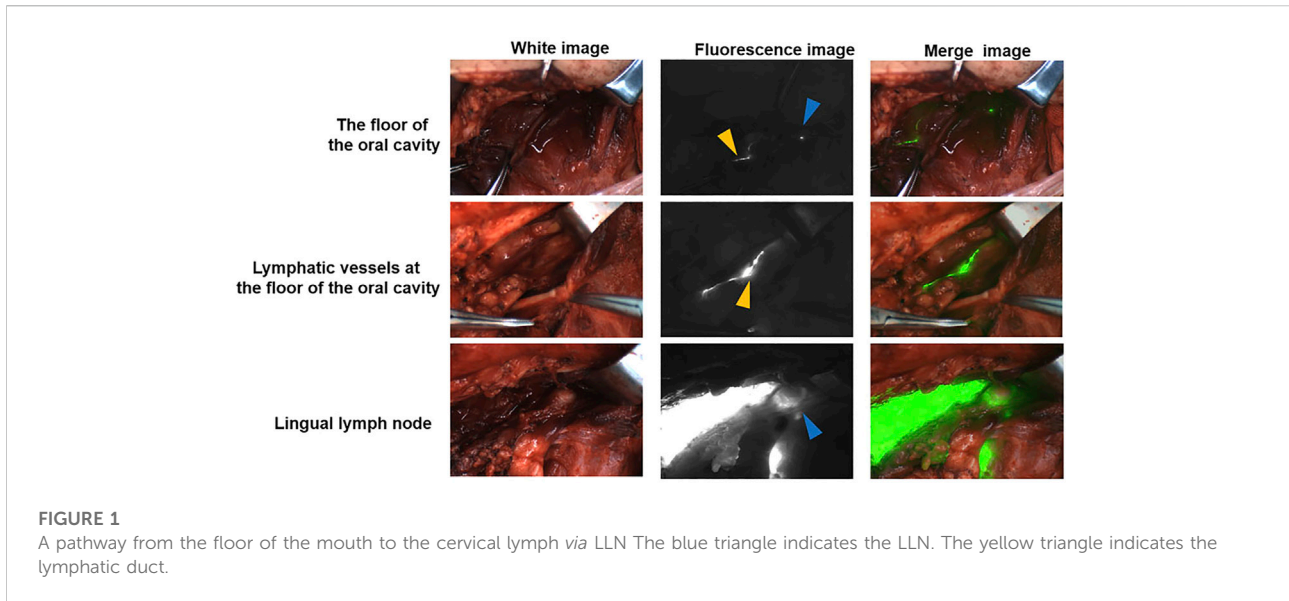 White image
Fluorescence image
Merge image
The floor of
the oral cavity
Lymphatic vessels at
the floor of the oral cavity
Lingual lymph node
FIGURE 1
A pathway from the floor of the mouth to the cervical lymph via LLN The blue triangle indicates the LLN. The yellow triangle indicates the
lymphatic duct.